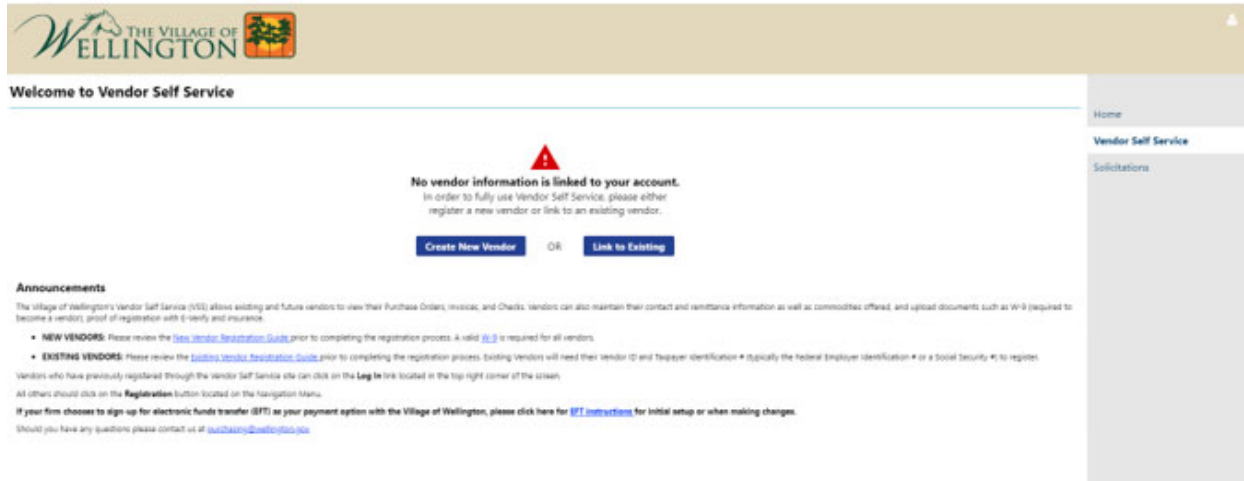 THE VILLAGE OF
WELLINGTON
Welcome to Vendor Self Service
Home
Vendor Self Service
Solicitations
No vendor information is linked to your account.
In order to fully use Vendor Self Service, please either
register a new vendor or link to an existing vendor.
Create New Vendor OR Link to Existing
Announcements
The Village of Wellington's Vendor Self Service (VSS) allows existing and future vendors to view their Purchase Orders, Invoices, and Checks. Vendors can also maintain their contact and remittance information as well as commodities offered, and upload documents such as W-9 (required to
become a vendor), proof of registration with E-Verify and insurance.
• NEW VENDORS: Please review the New Vendor Registration Guide prior to completing the registration process. A valid W-9 is required for all vendors.
• EXISTING VENDORS: Please review the Existing Vendor Registration Guide prior to completing the registration process. Existing Vendors will need their Vendor ID and Taxpayer Identification # (typically the Federal Employer Identification # or a Social Security #) to register.
Vendors who have previously registered through the Vendor Self Service site can click on the Log In link located in the top right corner of the screen.
All others should click on the Registration button located on the Navigation Menu.
If your firm chooses to sign-up for electronic funds transfer (EFT) as your payment option with the Village of Wellington, please click here for EFT instructions for initial setup or when making changes.
Should you have any questions please contact us at purchasing@wellington.gov